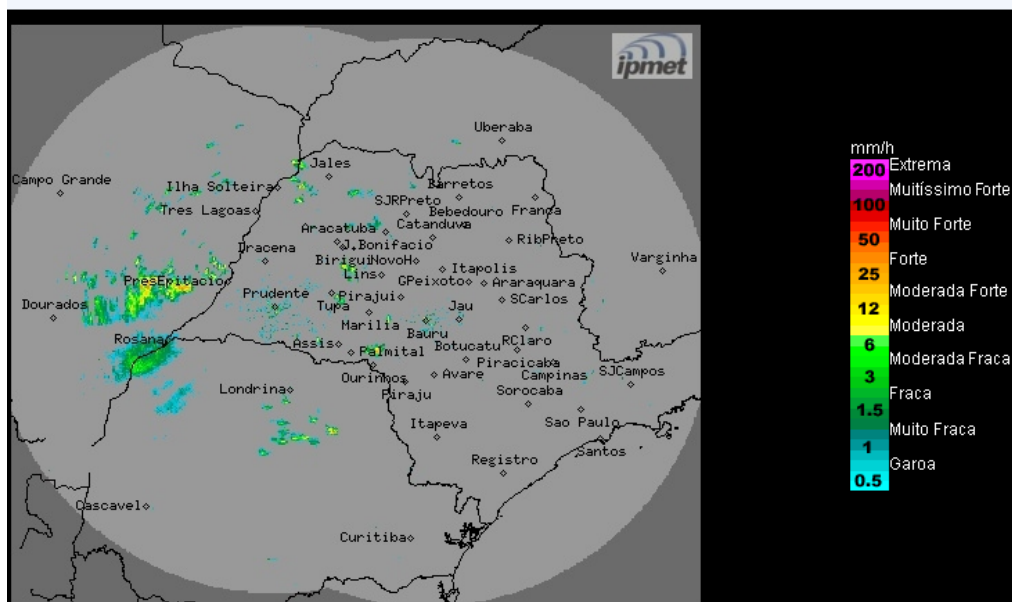 ipmet
Uberaba
Jales
Campo Grande
Ilha Solteira
Barretos
SJRPreto
Tres Lagoas
Bebedouro
Franca
Catanduva
Aracatuba
RibPreto
J.Bonifacio
Dracena
Birigui
NovoH
Itapolis
Varginha
Lins
PresEpitacio
GPeixoto
Araraquara
Prudente
Pirajui
SCarlos
Dourados
Tupa
Jau
Marilia
Bauru
Rosana
Assis
RClaro
Botucatu
Palmital
Piracicaba
Ourinhos
Avare
Campinas
SJCampos
Londrina
Piraju
Sorocaba
Itapeva
Sao Paulo
Santos
Registro
Cascavel
Curitiba
mm/h
200 Extrema
Muitíssimo Forte
100
Muito Forte
50
Forte
25
Moderada Forte
12
Moderada
6
Moderada Fraca
3
Fraca
1.5
Muito Fraca
1
Garoa
0.5